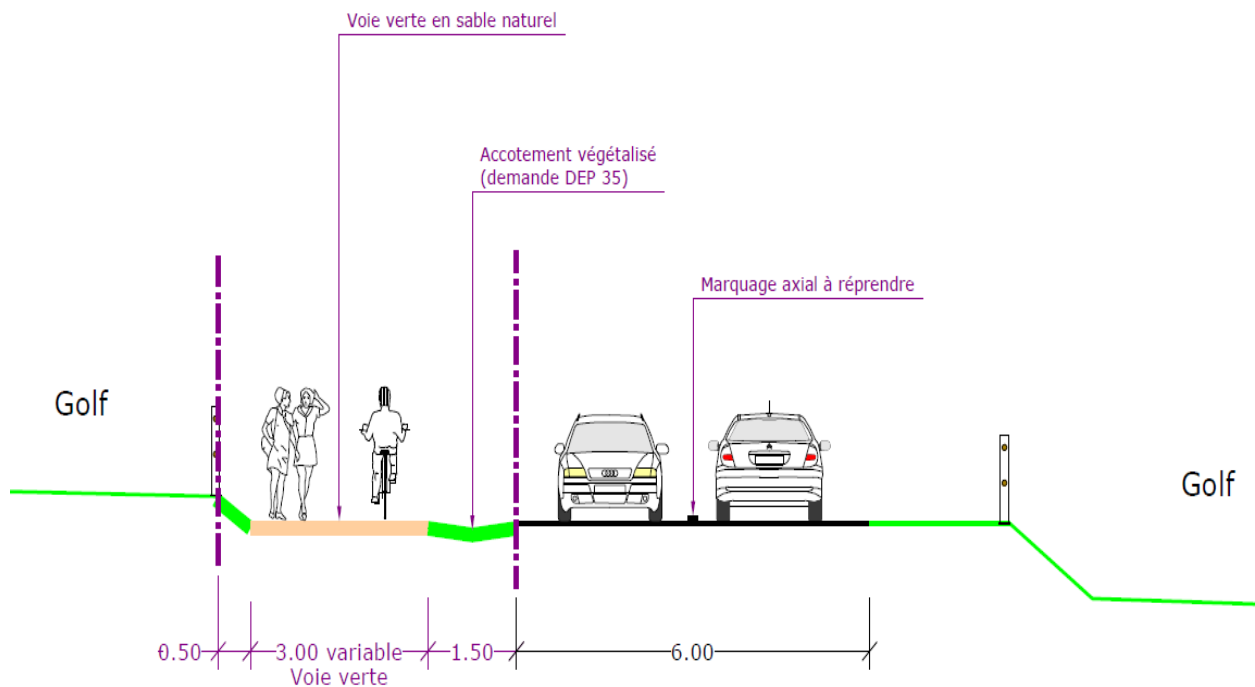 Voie verte en sable naturel
Accotement végétalisé
(demande DEP 35)
Marquage axial à réprendre
Golf
Golf
0.50
3.00 variable
1.50
6.00
Voie verte